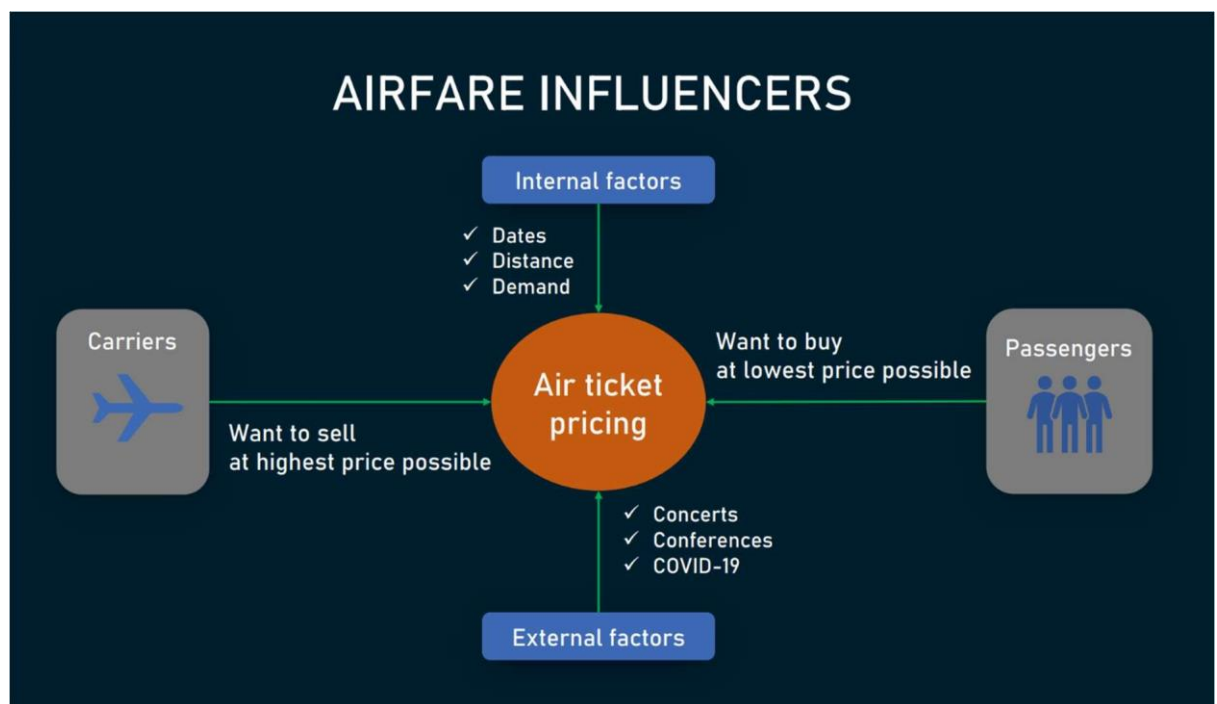 AIRFARE INFLUENCERS
Internal factors
✓ Dates
✓ Distance
✓ Demand
Carriers
Want to sell
at highest price possible
Air ticket
pricing
Want to buy
at lowest price possible
Passengers
✓ Concerts
✓ Conferences
✓ COVID-19
External factors